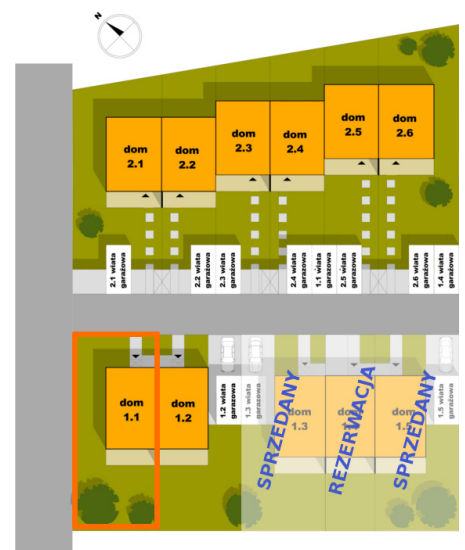 N
dom
2.1
dom
2.2
dom
2.3
dom
2.4
dom
2.5
dom
2.6
2.1 wiata
garażowa
2.2 wiata
garażowa
2.3 wiata
garażowa
2.4 wiata
garażowa
1.1 wiata
garażowa
2.5 wiata
garażowa
2.6 wiata
garażowa
1.4 wiata
garażowa
dom
1.1
dom
1.2
1.2 wiata
garażowa
1.3 wiata
garażowa
dom
1.3
SPRZEDANY
REZERWACJA
SPRZEDANY
1.5 wiata
garażowa